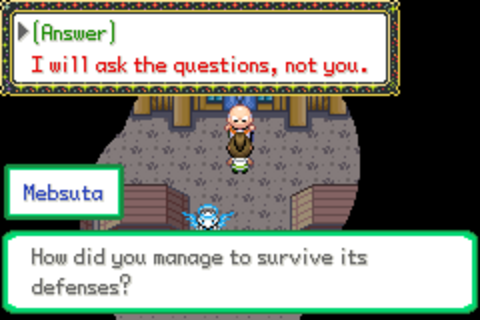 (Answer)
I will ask the questions, not you.
Mebsuta
How did you manage to survive its
defenses?